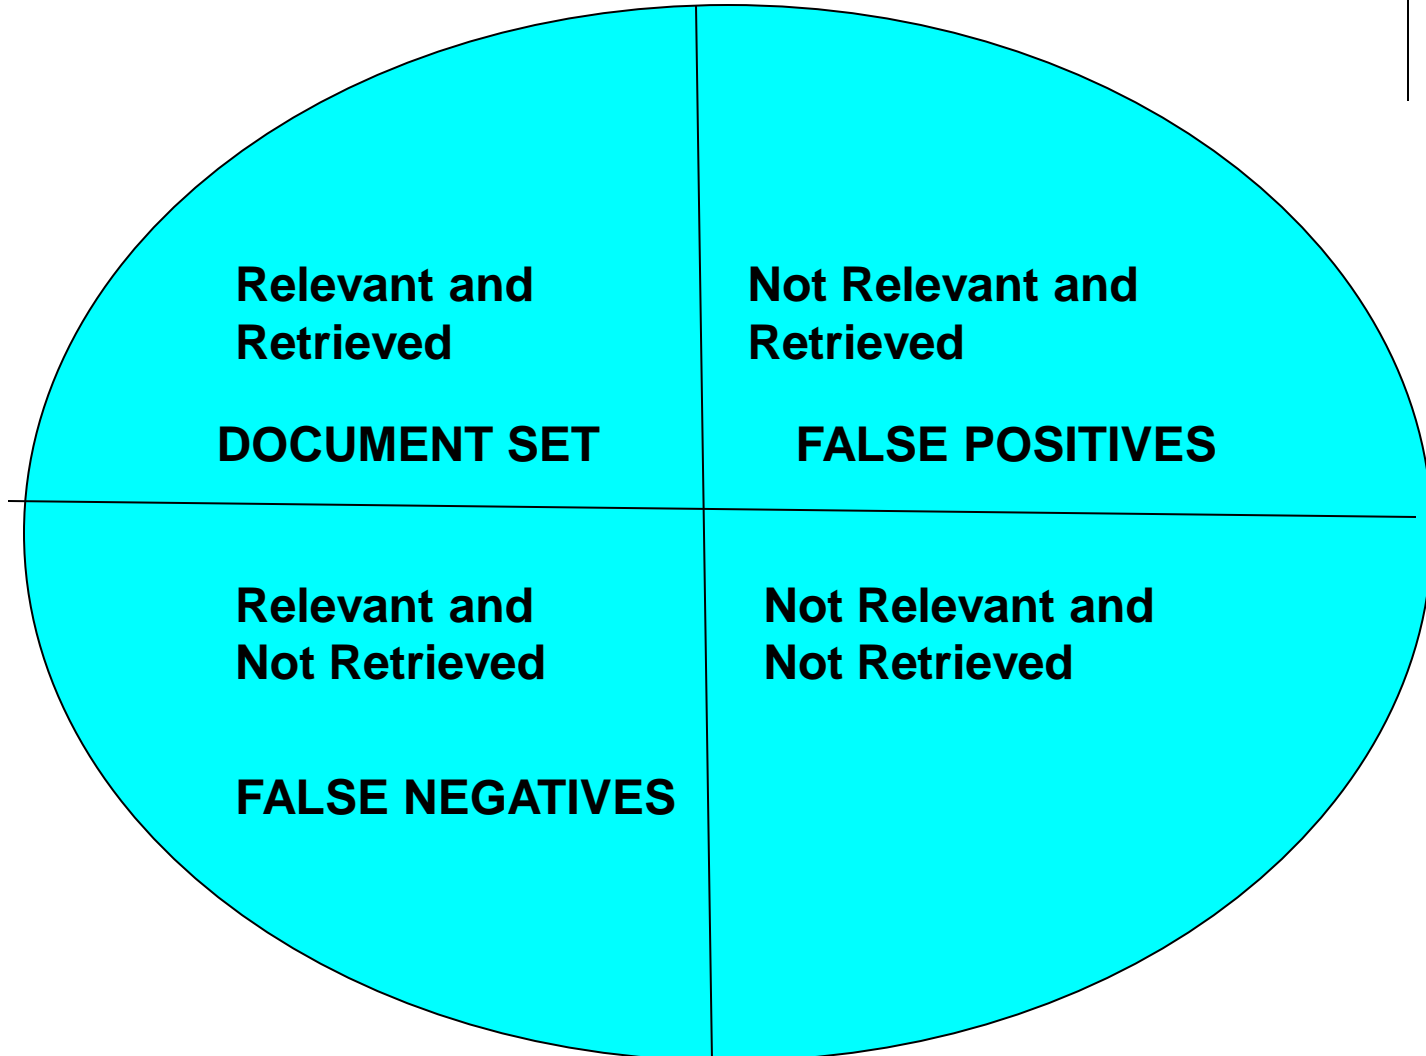 Relevant and
Retrieved
DOCUMENT SET
Not Relevant and
Retrieved
FALSE POSITIVES
Relevant and
Not Retrieved
FALSE NEGATIVES
Not Relevant and
Not Retrieved